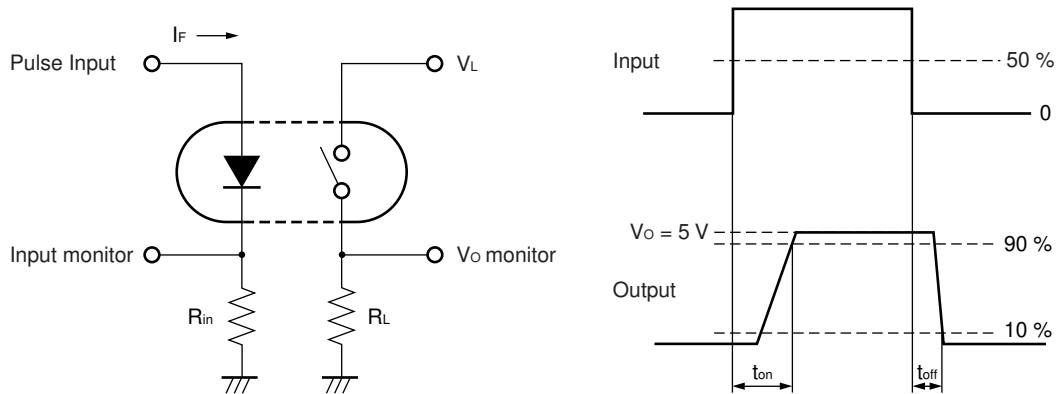 IF
Pulse Input
VL
Input monitor
VO monitor
Rin
RL
Input
50 %
0
VO = 5 V
90 %
Output
10 %
ton
toff